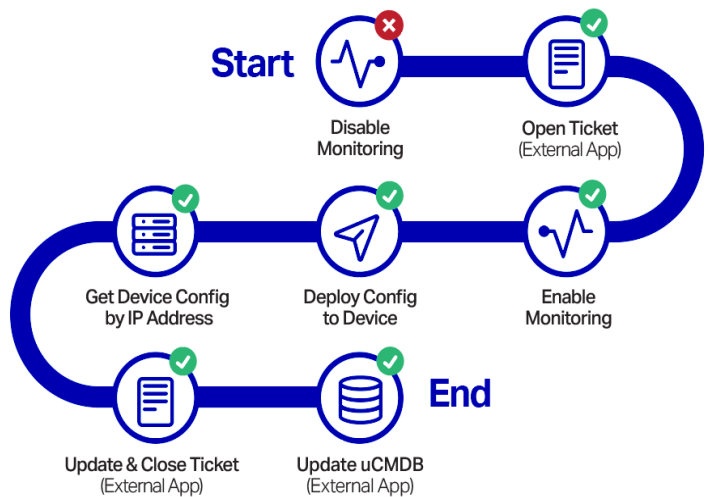 Start
Disable
Monitoring
Open Ticket
(External App)
Enable
Monitoring
Deploy Config
to Device
Get Device Config
by IP Address
Update & Close Ticket
(External App)
Update uCMDB
(External App)
End